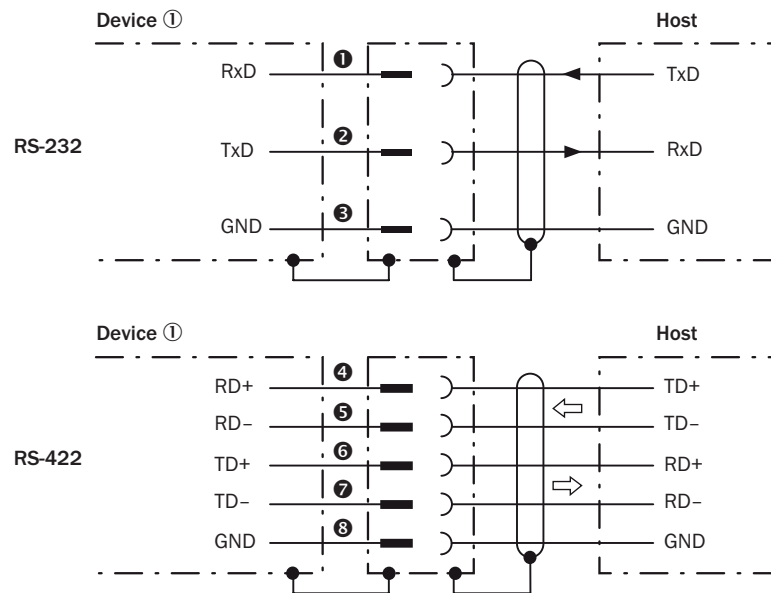 Device ① Host
RxD ❶ TxD
RS-232 TxD ❷ RxD
GND ❸ GND
Device ① Host
RD+ ❹ TD+
RD– ❺ TD–
RS-422 TD+ ❻ RD+
TD– ❼ RD–
GND ❽ GND